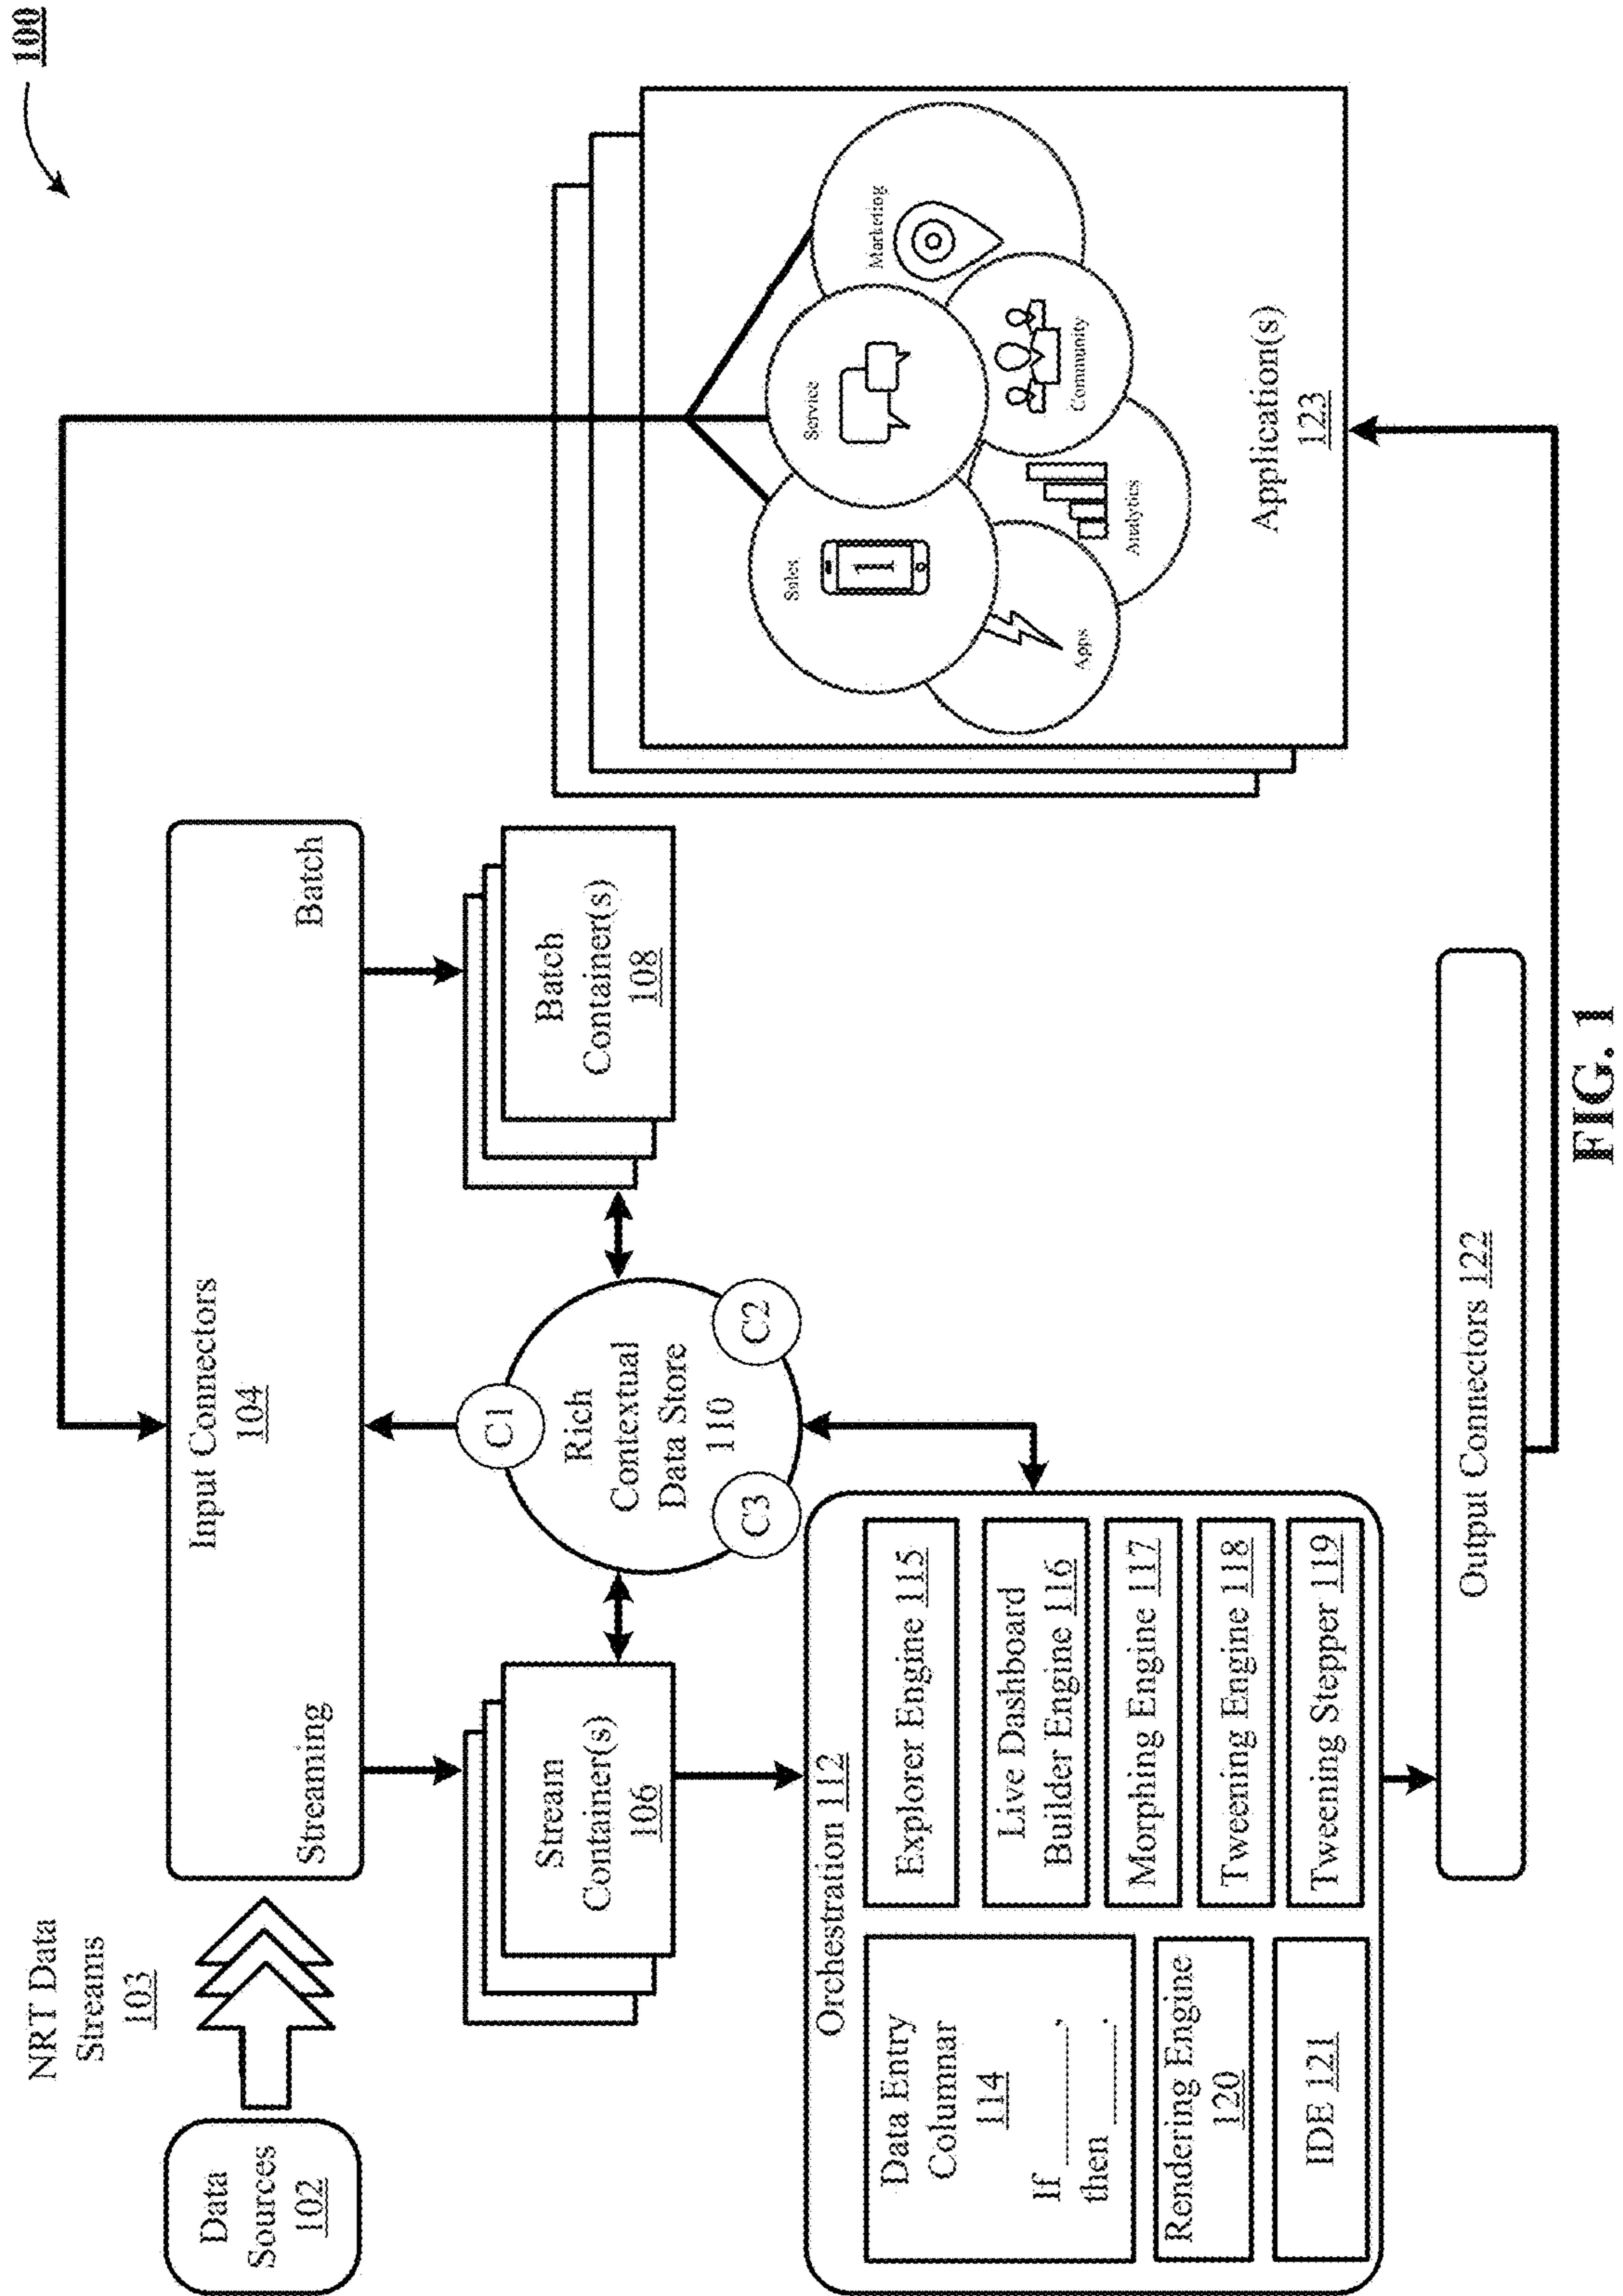 100
NRT Data
Streams
103
Data
Sources
102
Input Connectors
104
Streaming
Batch
Stream
Container(s)
106
C1
Rich
Contextual
Data Store
110
C2
C3
Batch
Container(s)
108
Orchestration 112
Data Entry
Columnar
114
If ______,
then ____.
Rendering Engine
120
IDE 121
Explorer Engine 115
Live Dashboard
Builder Engine 116
Morphing Engine 117
Tweening Engine 118
Tweening Stepper 119
Output Connectors 122
Sales
1
Service
Marketing
Apps
Analytics
Community
Application(s)
123
FIG. 1